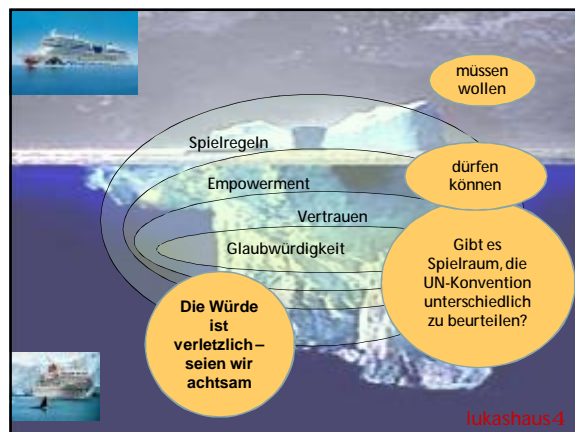 müssen
wollen
Spielregeln
dürfen
können
Empowerment
Vertrauen
Glaubwürdigkeit
Gibt es
Spielraum, die
UN-Konvention
unterschiedlich
zu beurteilen?
Die Würde
ist
verletzlich –
seien wir
achtsam
lukashaus4